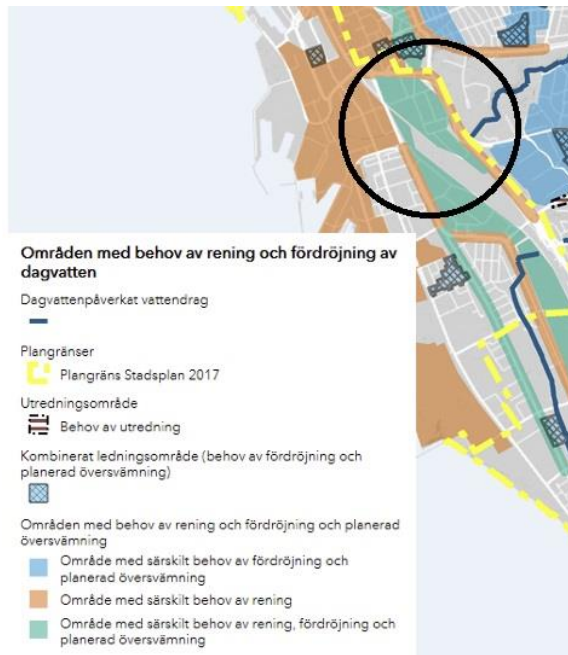 Områden med behov av rening och fördröjning av
dagvatten
Dagvattenpåverkat vattendrag
Plangränser
Plangräns Stadsplan 2017
Utredningsområde
Behov av utredning
Kombinerat ledningsområde (behov av fördröjning och
planerad översvämning)
Områden med behov av rening och fördröjning och planerad
översvämning
Område med särskilt behov av fördröjning och
planerad översvämning
Område med särskilt behov av rening
Område med särskilt behov av rening, fördröjning och
planerad översvämning